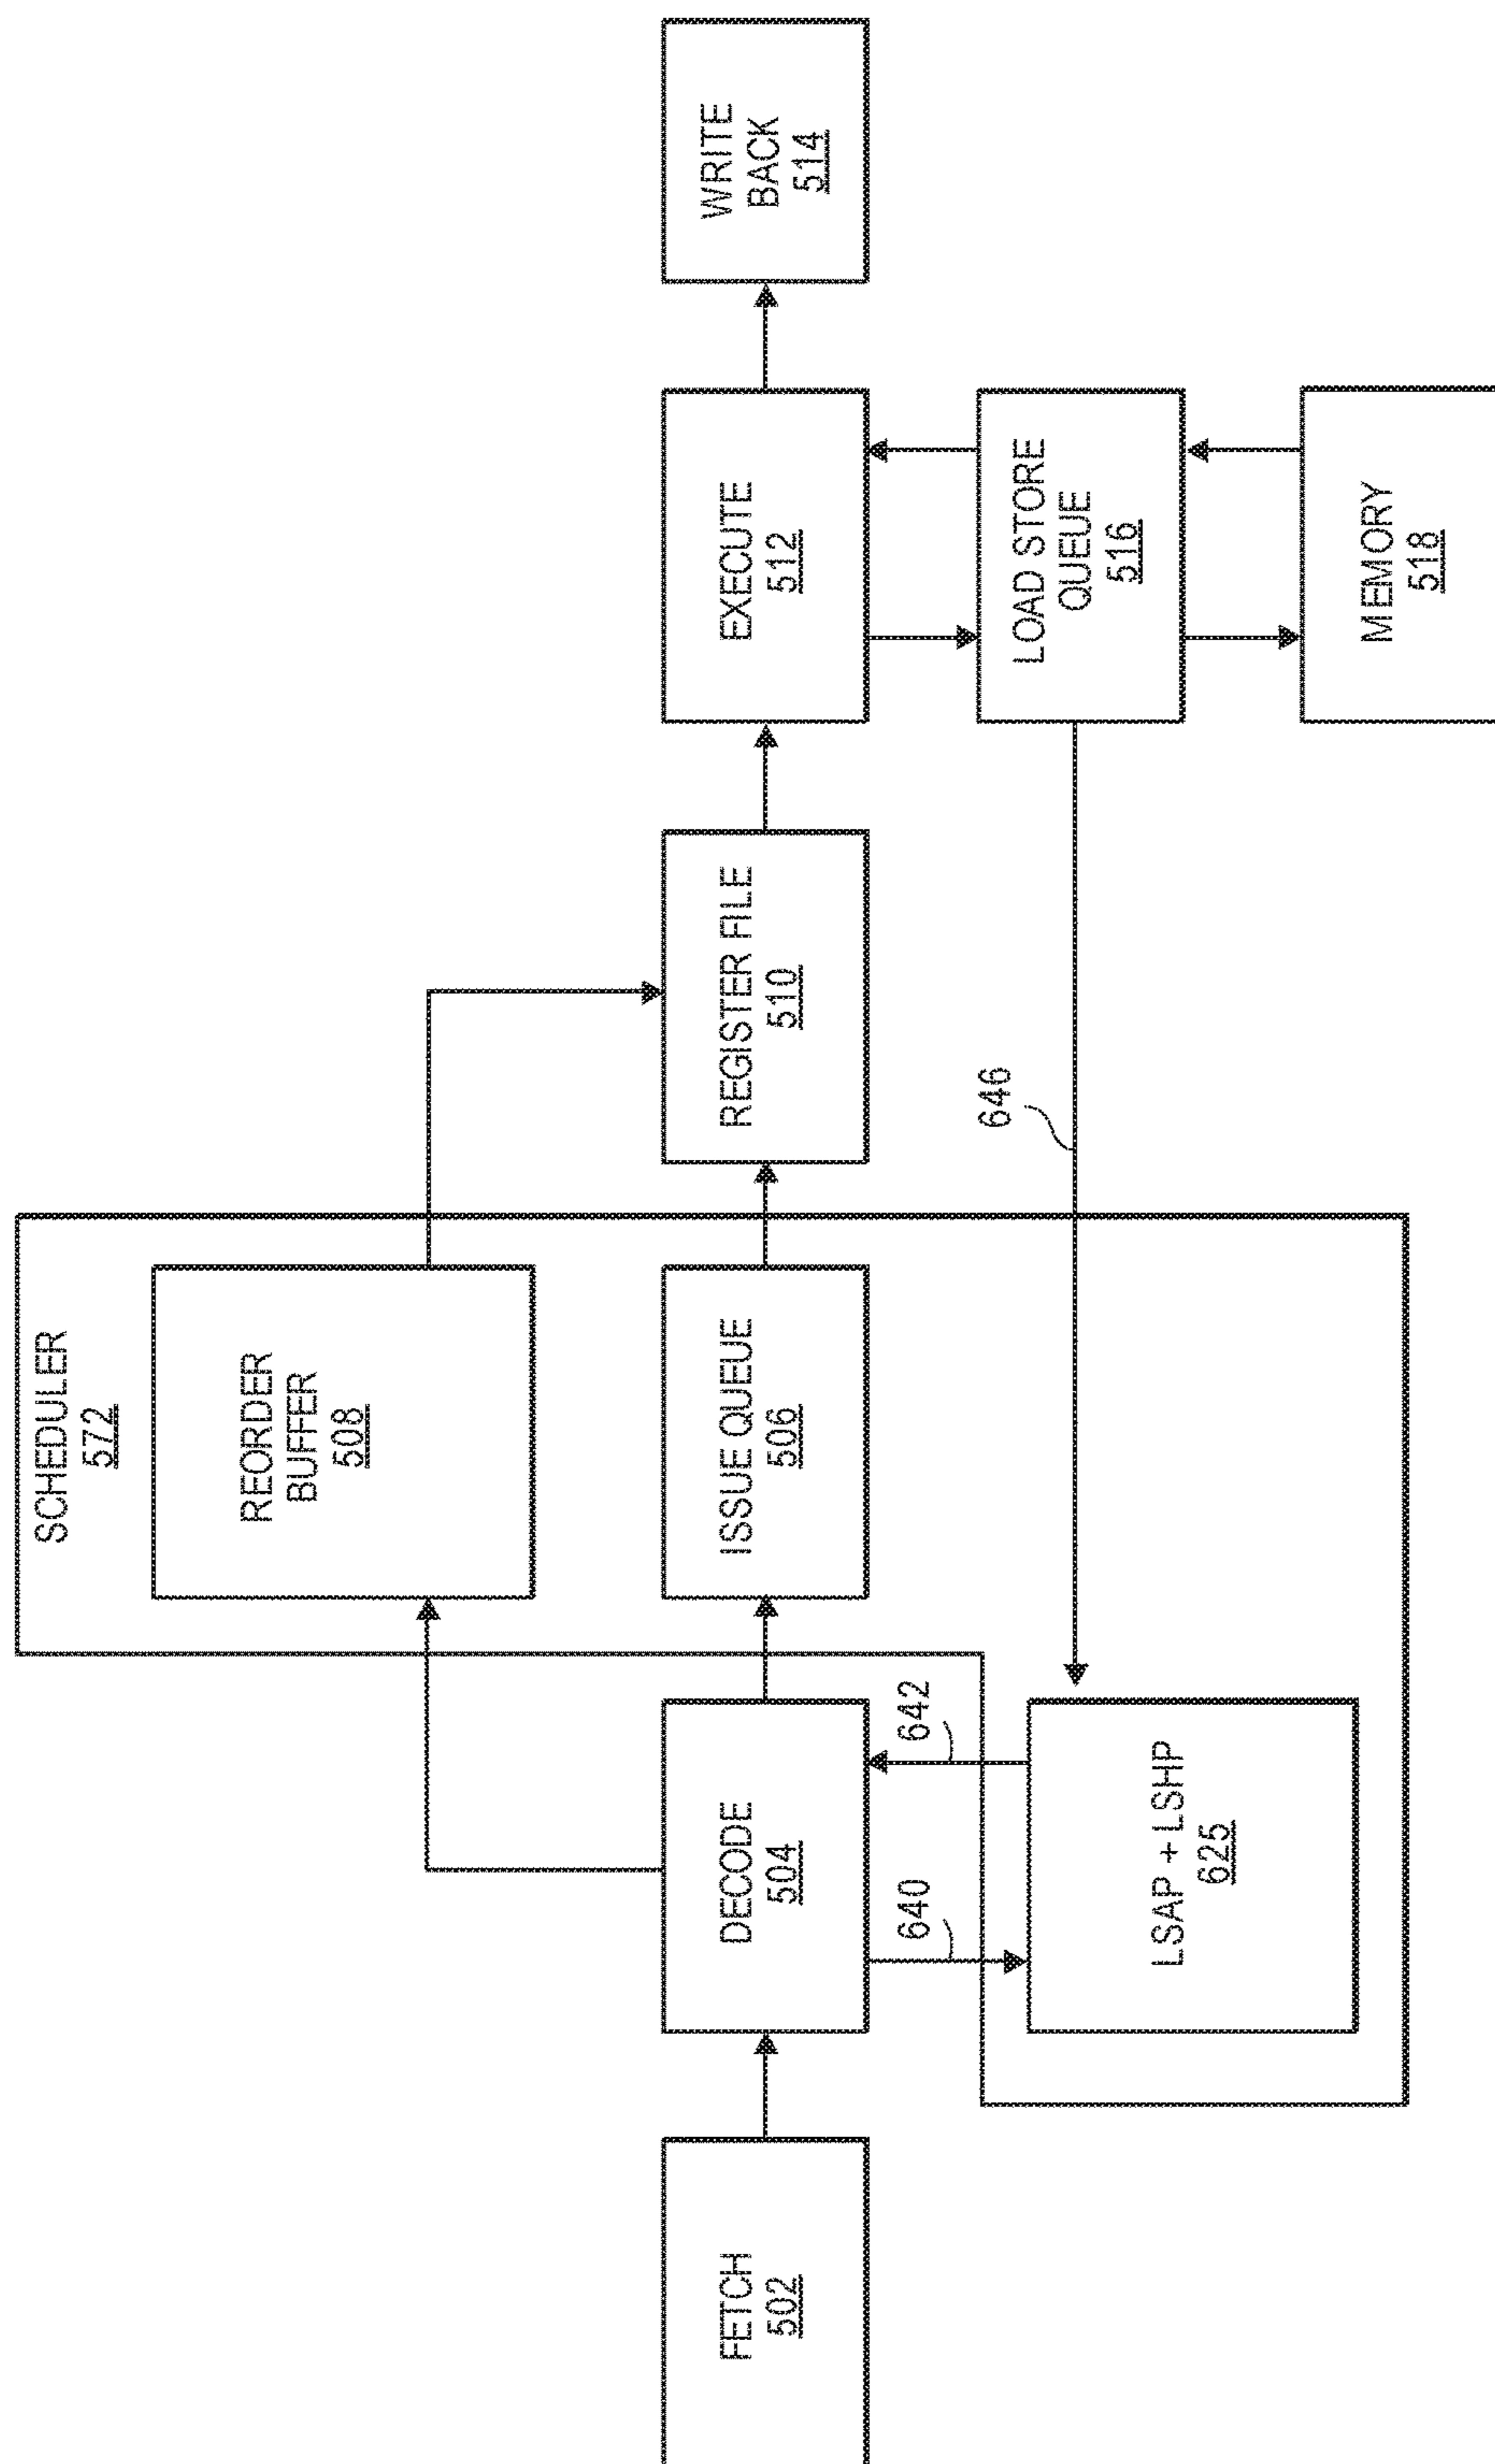 SCHEDULER
572
REORDER
BUFFER
508
FETCH
502
DECODE
504
ISSUE QUEUE
506
REGISTER FILE
510
EXECUTE
512
WRITE
BACK
514
640
642
646
LSAP + LSHP
625
LOAD STORE
QUEUE
516
MEMORY
518